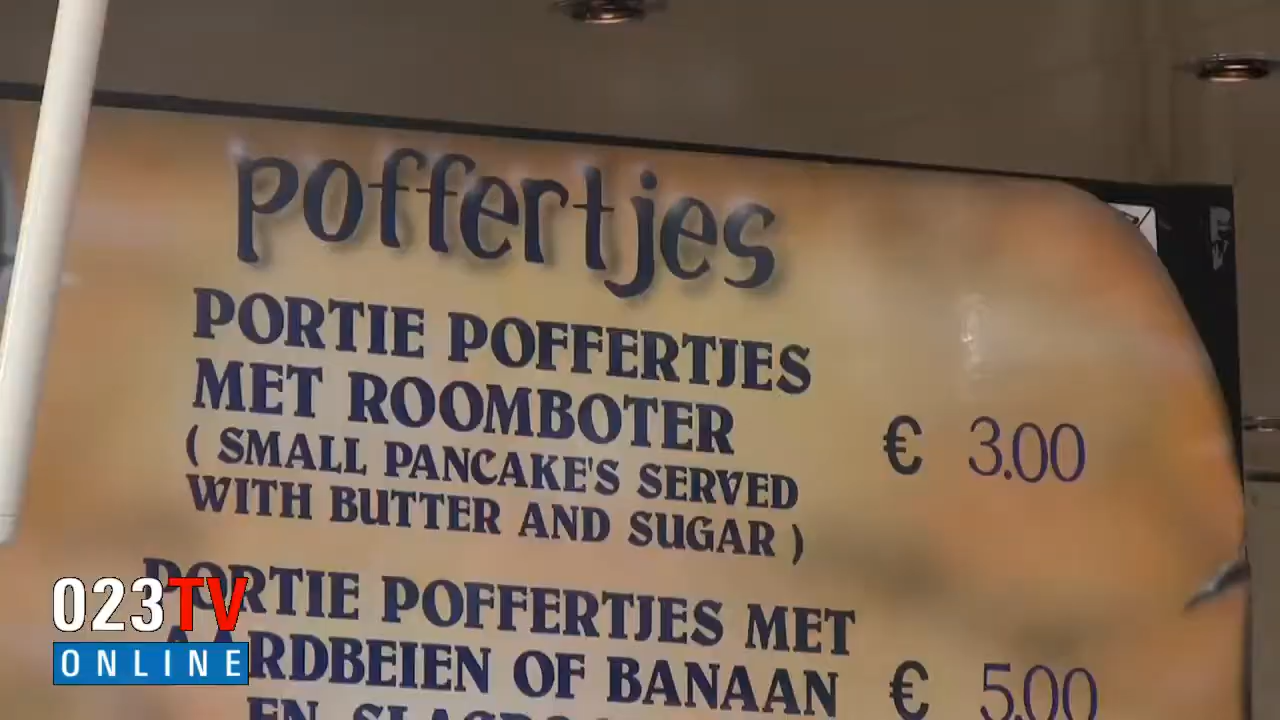 poffertjes
PORTIE POFFERTJES
MET ROOMBOTER
€ 3.00
( SMALL PANCAKE'S SERVED
WITH BUTTER AND SUGAR )
PORTIE POFFERTJES MET
AARDBEIEN OF BANAAN € 5.00
EN
023TV
ONLINE